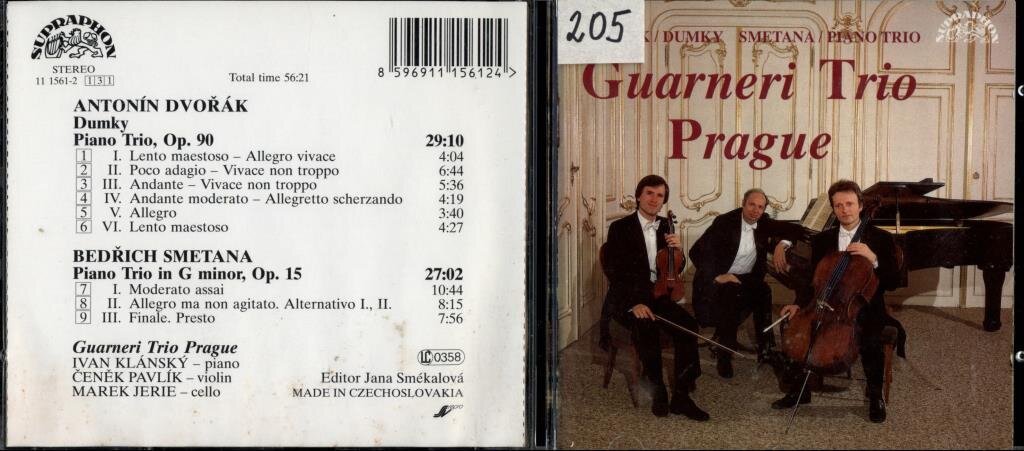 SUPRAPHON
STEREO
11 1561-2 1 3 1
Total time 56:21
8 596911 156124 >
ANTONÍN DVOŘÁK
Dumky
Piano Trio, Op. 90 29:10
1 I. Lento maestoso – Allegro vivace 4:04
2 II. Poco adagio – Vivace non troppo 6:44
3 III. Andante – Vivace non troppo 5:36
4 IV. Andante moderato – Allegretto scherzando 4:19
5 V. Allegro 3:40
6 VI. Lento maestoso 4:27
BEDŘICH SMETANA
Piano Trio in G minor, Op. 15 27:02
7 I. Moderato assai 10:44
8 II. Allegro ma non agitato. Alternativo I., II. 8:15
9 III. Finale. Presto 7:56
Guarneri Trio Prague
IVAN KLÁNSKÝ – piano
ČENĚK PAVLÍK – violin
MAREK JERIE – cello
LC 0358
Editor Jana Smékalová
MADE IN CZECHOSLOVAKIA
205
K / DUMKY SMETANA / PIANO TRIO
SUPRAPHON
Guarneri Trio
Prague